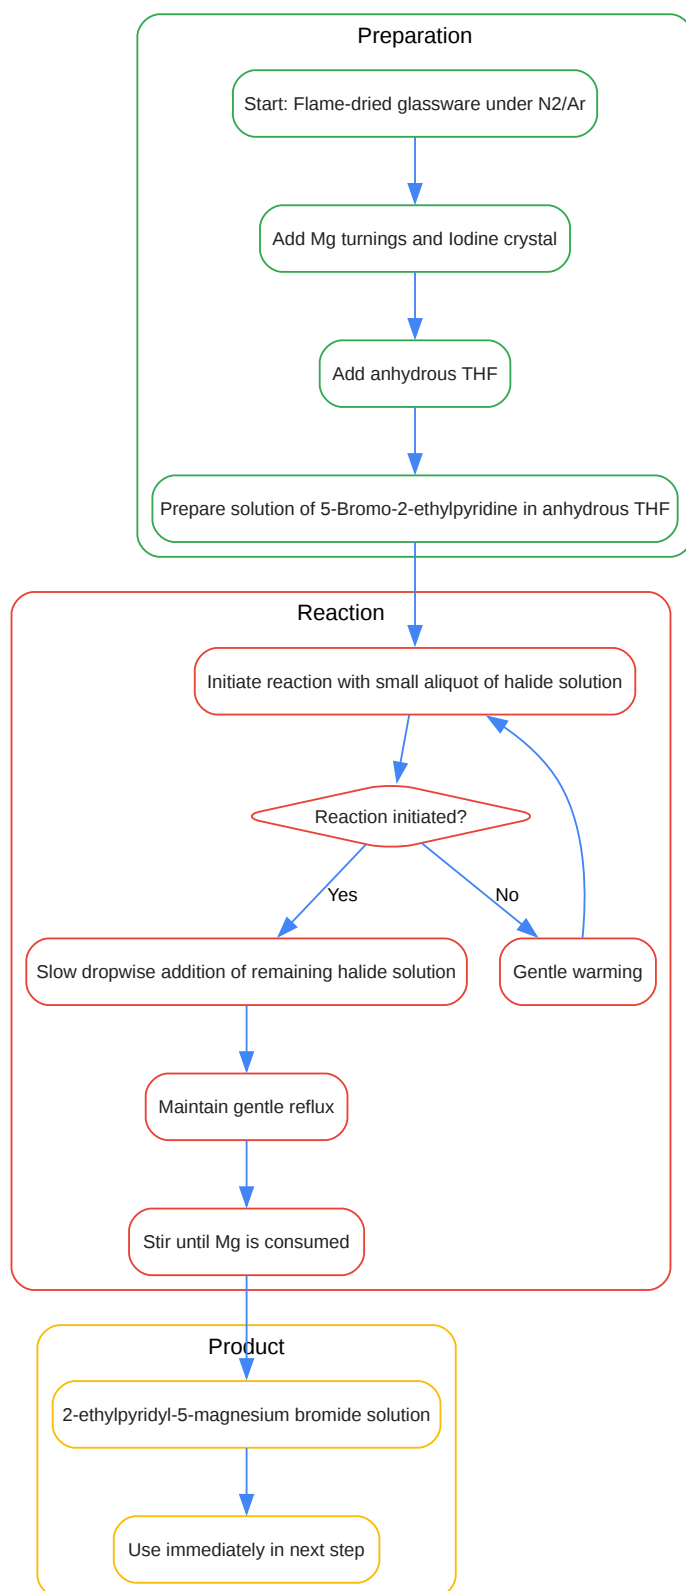 Preparation
Start: Flame-dried glassware under N2/Ar
Add Mg turnings and Iodine crystal
Add anhydrous THF
Prepare solution of 5-Bromo-2-ethylpyridine in anhydrous THF
Reaction
Initiate reaction with small aliquot of halide solution
Reaction initiated?
Yes
No
Slow dropwise addition of remaining halide solution
Gentle warming
Maintain gentle reflux
Stir until Mg is consumed
Product
2-ethylpyridyl-5-magnesium bromide solution
Use immediately in next step